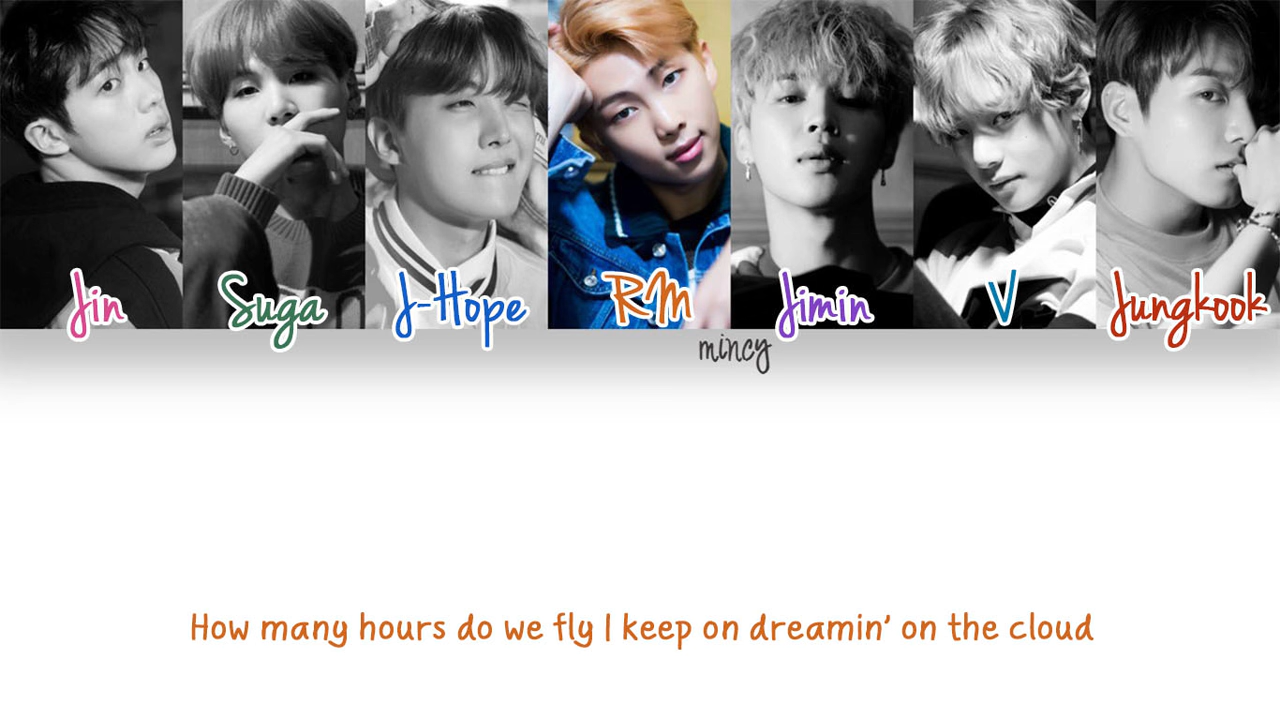 Jin Suga J-Hope RM Jimin V Jungkook
mincy
How many hours do we fly I keep on dreamin' on the cloud